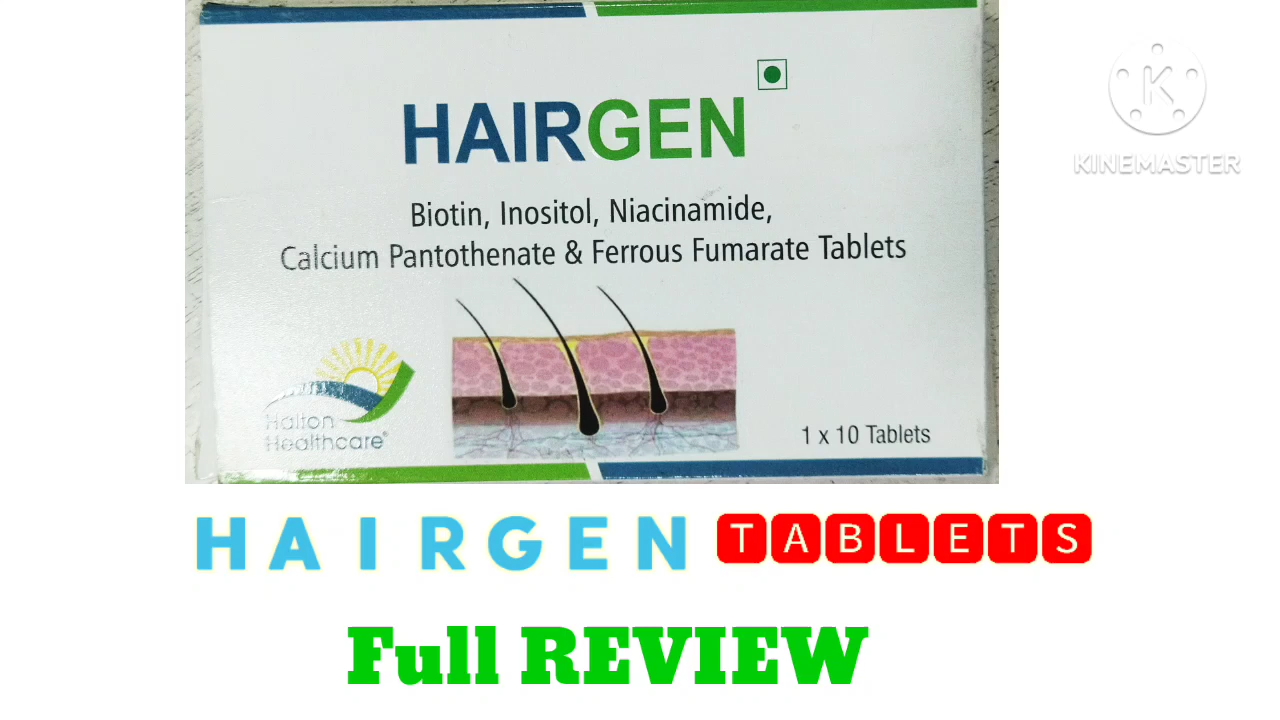 HAIRGEN
Biotin, Inositol, Niacinamide,
Calcium Pantothenate & Ferrous Fumarate Tablets
Halton
Healthcare®
1 x 10 Tablets
KINEMASTER
HAIRGEN TABLETS
Full REVIEW